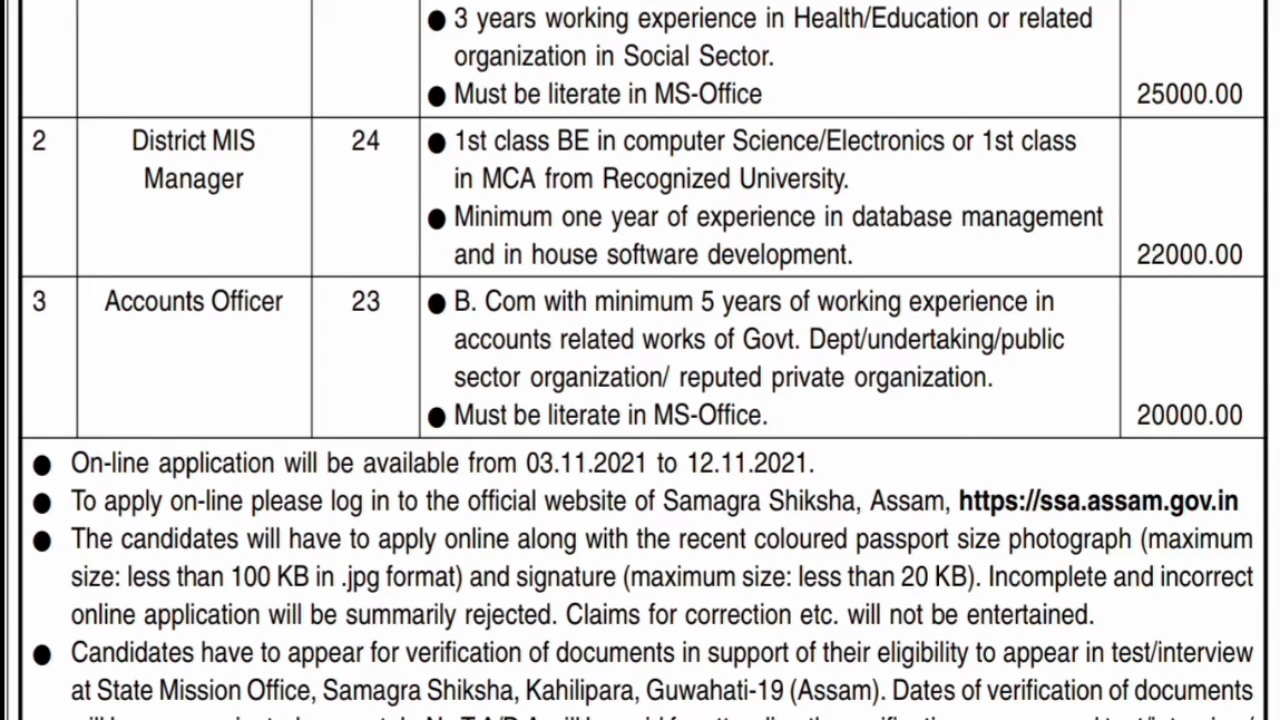 ● 3 years working experience in Health/Education or related
organization in Social Sector.
● Must be literate in MS-Office 25000.00
2 District MIS 24 ● 1st class BE in computer Science/Electronics or 1st class
Manager in MCA from Recognized University.
● Minimum one year of experience in database management
and in house software development. 22000.00
3 Accounts Officer 23 ● B. Com with minimum 5 years of working experience in
accounts related works of Govt. Dept/undertaking/public
sector organization/ reputed private organization.
● Must be literate in MS-Office. 20000.00
● On-line application will be available from 03.11.2021 to 12.11.2021.
● To apply on-line please log in to the official website of Samagra Shiksha, Assam, https://ssa.assam.gov.in
● The candidates will have to apply online along with the recent coloured passport size photograph (maximum
size: less than 100 KB in .jpg format) and signature (maximum size: less than 20 KB). Incomplete and incorrect
online application will be summarily rejected. Claims for correction etc. will not be entertained.
● Candidates have to appear for verification of documents in support of their eligibility to appear in test/interview
at State Mission Office, Samagra Shiksha, Kahilipara, Guwahati-19 (Assam). Dates of verification of documents